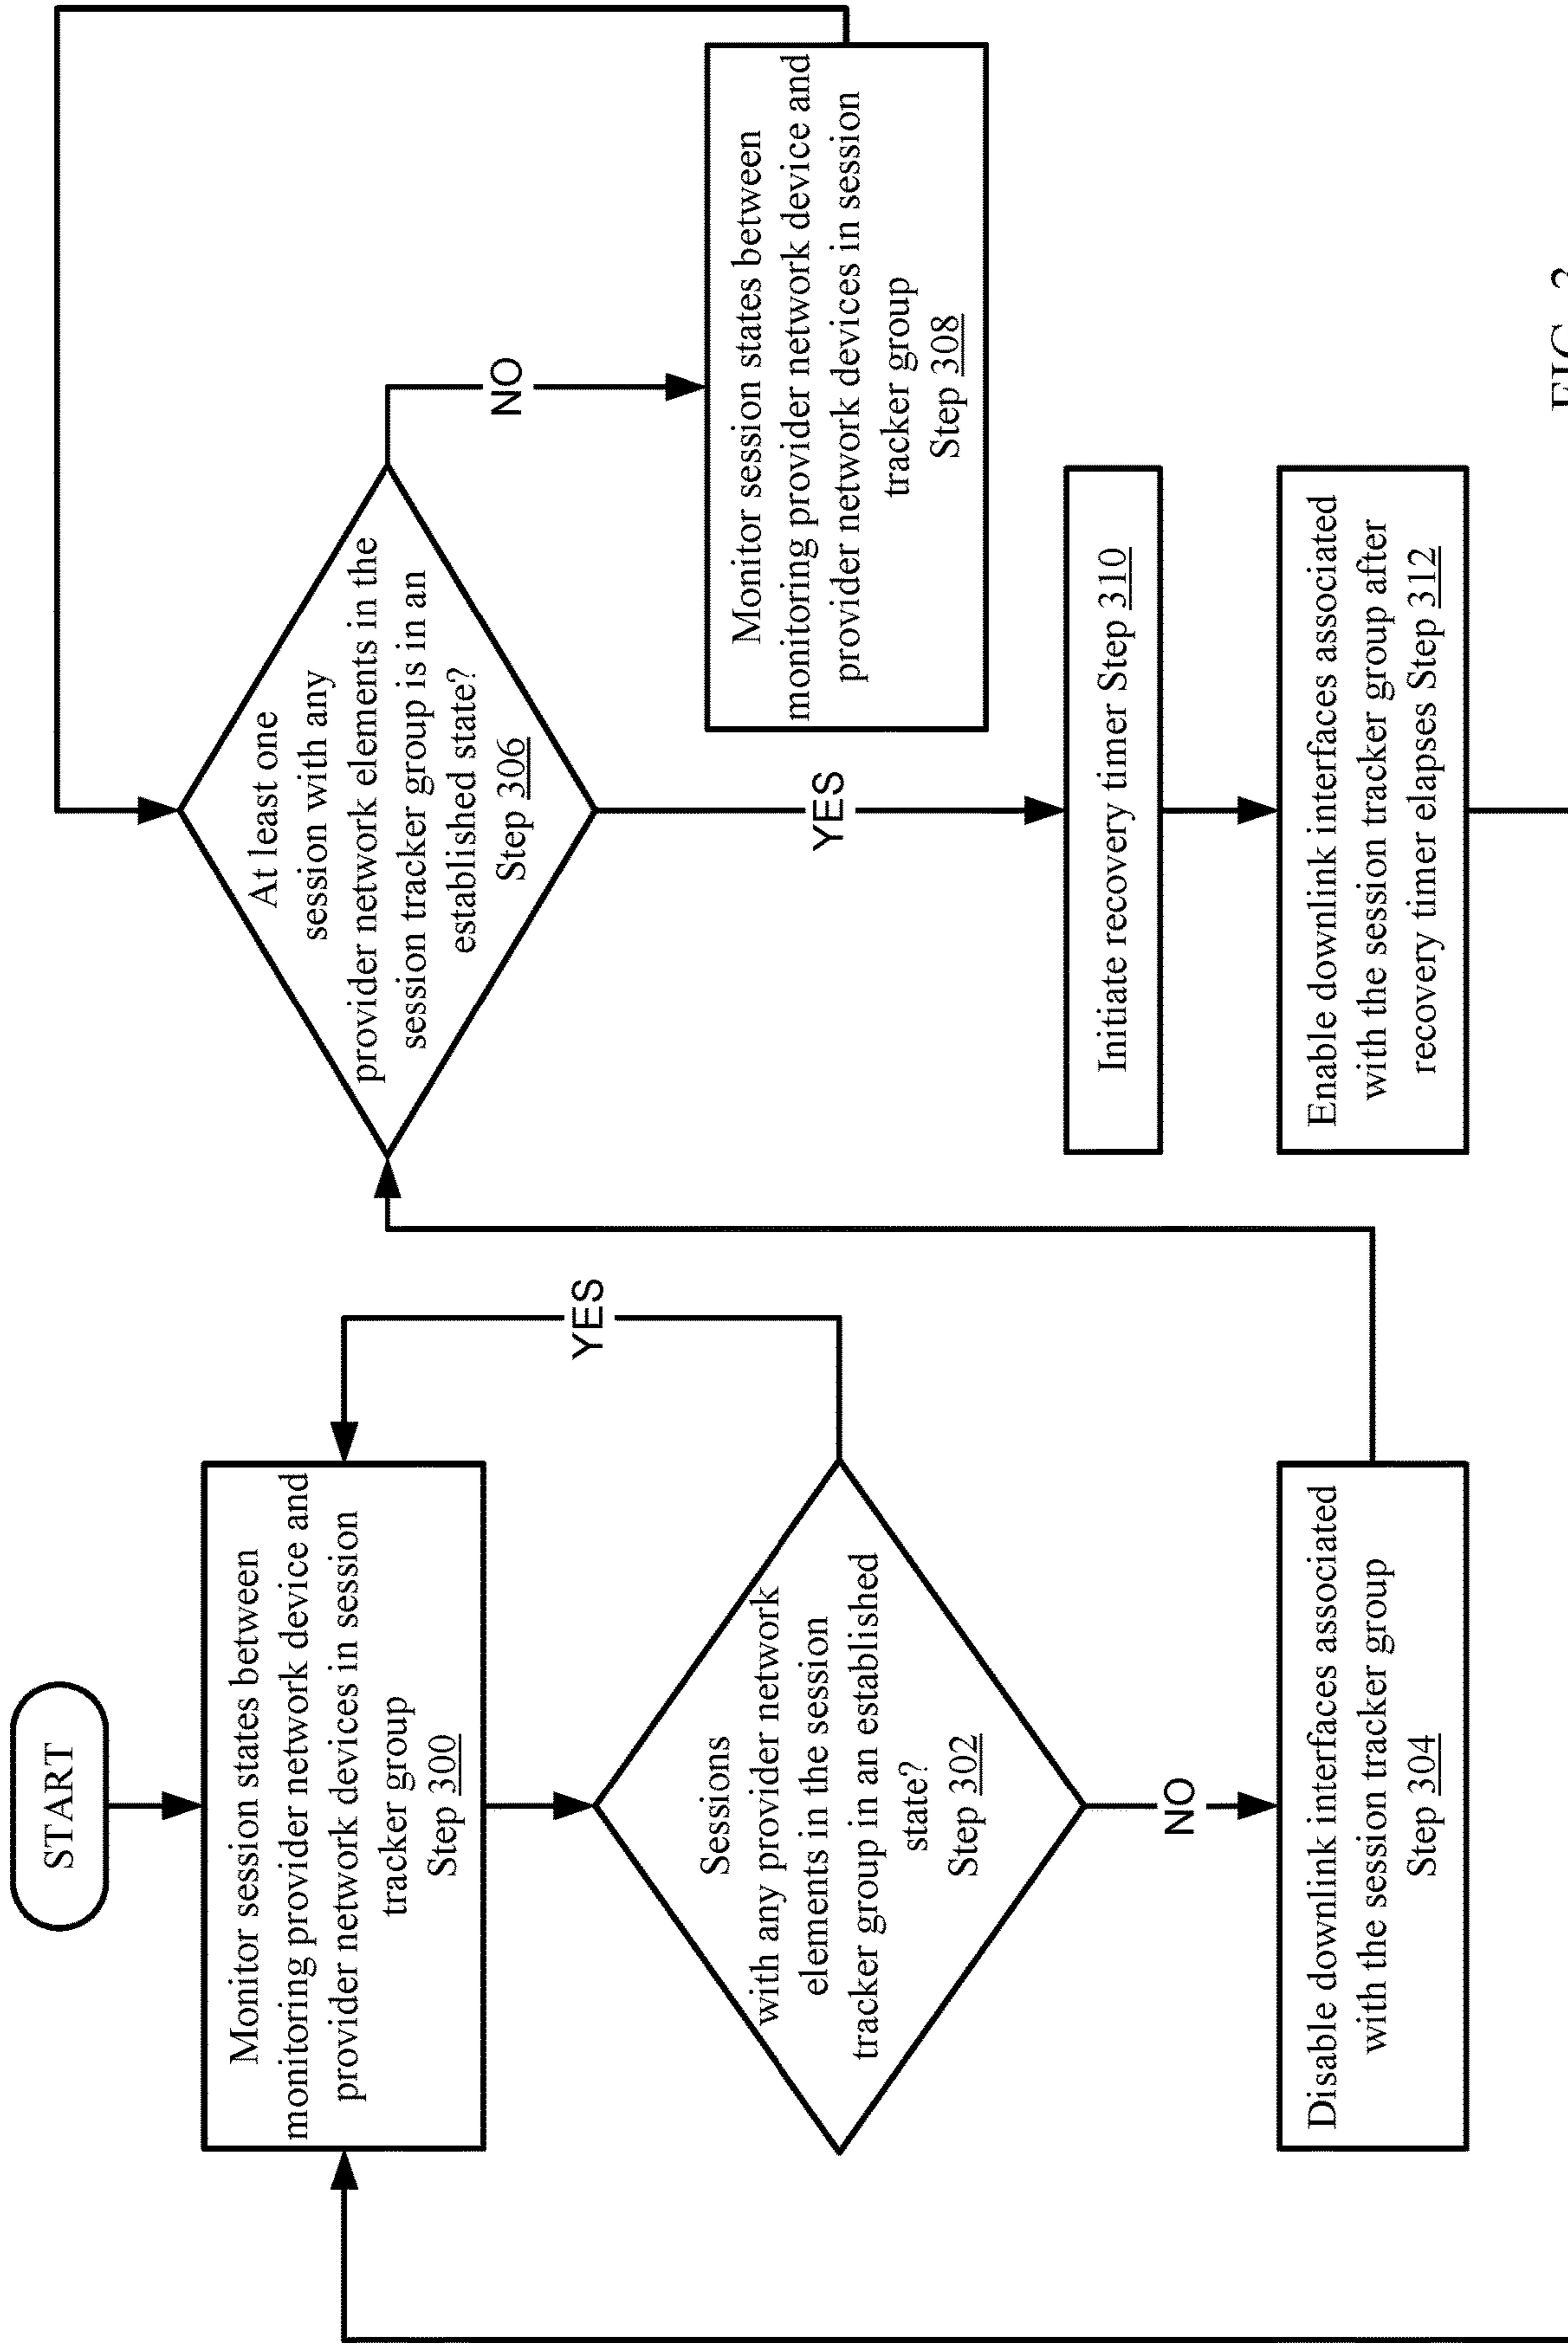 START
Monitor session states between
monitoring provider network device and
provider network devices in session
tracker group
Step 300
Sessions
with any provider network
elements in the session
tracker group in an established
state?
Step 302
YES
NO
Disable downlink interfaces associated
with the session tracker group
Step 304
At least one
session with any
provider network elements in the
session tracker group is in an
established state?
Step 306
NO
Monitor session states between
monitoring provider network device and
provider network devices in session
tracker group
Step 308
YES
Initiate recovery timer Step 310
Enable downlink interfaces associated
with the session tracker group after
recovery timer elapses Step 312